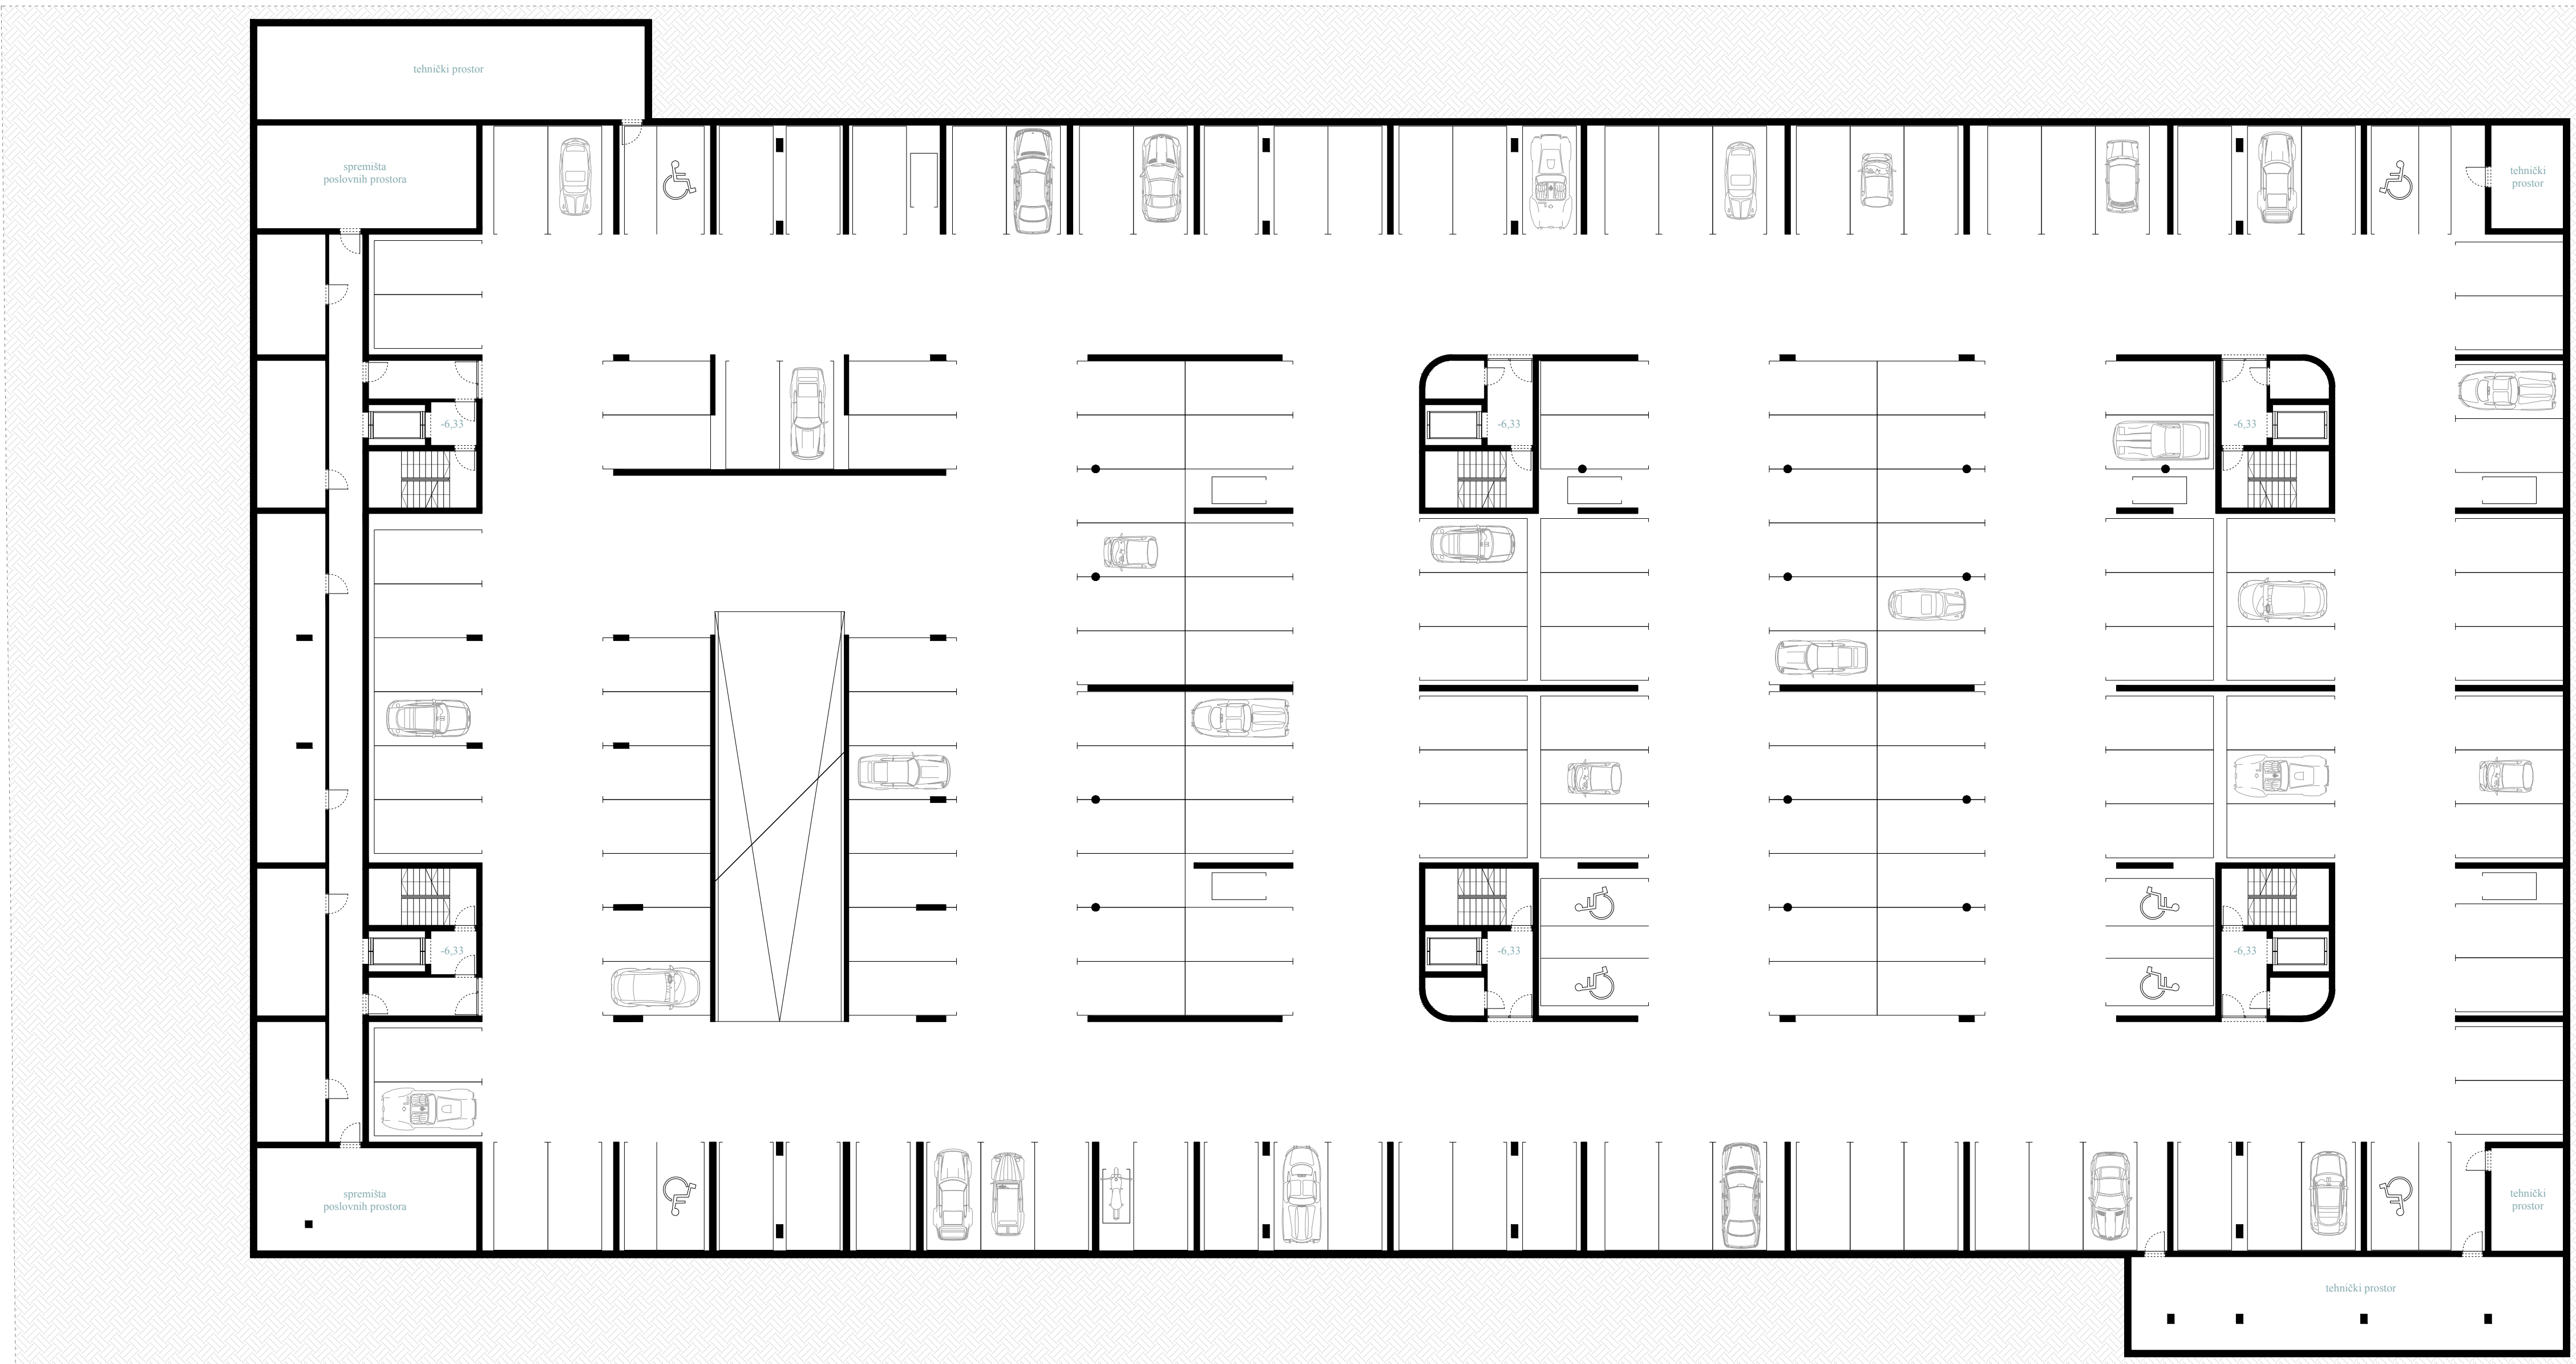 tehnički prostor
spremišta
poslovnih prostora
tehnički
prostor
-6,33
-6,33
-6,33
-6,33
-6,33
-6,33
spremišta
poslovnih prostora
tehnički
prostor
tehnički prostor